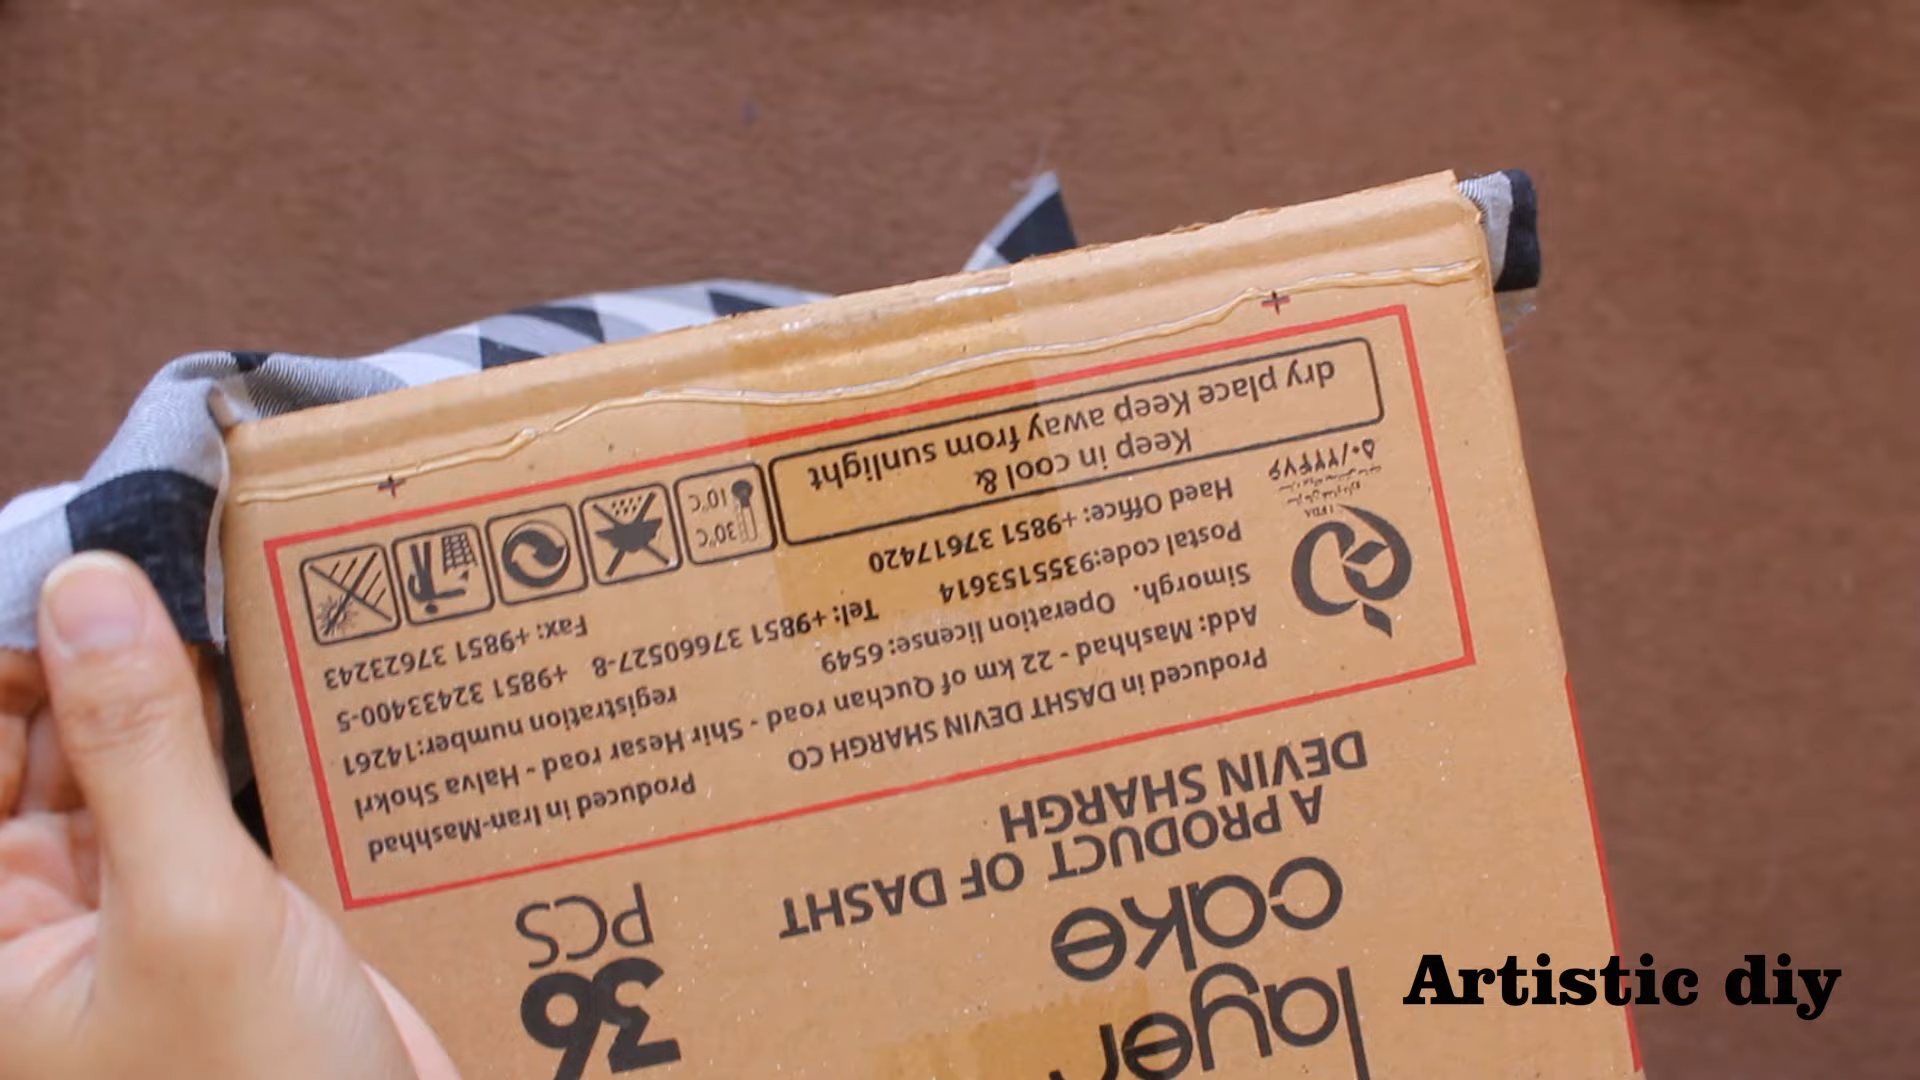 layer
cake
36
PCS
A PRODUCT OF DASHT
DEVIN SHARGH
Produced in DASHT DEVIN SHARGH CO Produced in Iran-Mashhad
Add: Mashhad - 22 km of Quchan road - Shir Hesar road - Halva Shokri
Simorgh. Operation license: 6549 registration number:14261
Postal code:9355153614 Tel: +9851 37660527-8 +9851 32433400-5
Haed Office: +9851 37617420 Fax: +9851 37623243
Keep in cool &
dry place Keep away from sunlight
30°C
10°C
Artistic diy